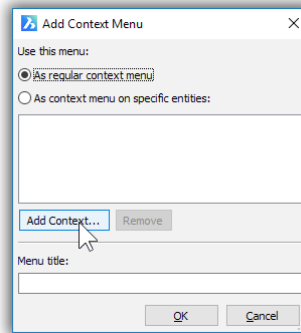 Add Context Menu
Use this menu:
As regular context menu
As context menu on specific entities:
Add Context... Remove
Menu title:
OK Cancel